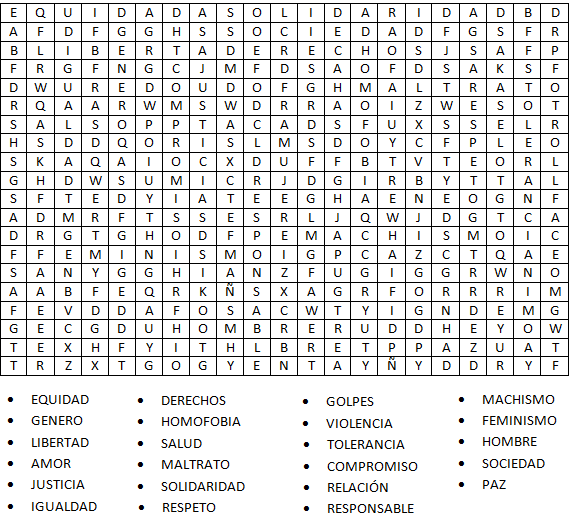 E Q U I D A D A S O L I D A R I D A D B D
A F D F G G H S S O C I E D A D F G S F R
B L I B E R T A D E R E C H O S J S A F P
F R G F N G C J M F D S A O F D S A K S F
D W U R E D O U D O F G H M A L T R A T O
R Q A A R W M S W D R R A O I Z W E S O T
S A L S O P P T A C A D S F U X S S E L R
H S D D Q O R I S L M S D O Y C F P L E O
S K A Q A I O C X D U F F B T V T E O R L
G H D W S U M I C R J D G I R B Y T T A L
S F T E D Y I A T E E G H A E N E O G N F
A D M R F T S S E S R L J Q W J D G T C A
D R G T G H O D F P E M A C H I S M O I C
F F E M I N I S M O I G P C A Z C T Q A E
S A N Y G G H I A N Z F U G I G G R W N O
A A B F E Q R K Ñ S X A G R F O R R R I M
F E V D D A F O S A C W T Y I G N D E M G
G E C G D U H O M B R E R U D D H E Y O W
T E X H F Y I T H L B R E T P P A Z U A T
T R Z X T G O G Y E N T A Y Ñ Y D D R Y F
• EQUIDAD
• GENERO
• LIBERTAD
• AMOR
• JUSTICIA
• IGUALDAD
• DERECHOS
• HOMOFOBIA
• SALUD
• MALTRATO
• SOLIDARIDAD
• RESPETO
• GOLPES
• VIOLENCIA
• TOLERANCIA
• COMPROMISO
• RELACIÓN
• RESPONSABLE
• MACHISMO
• FEMINISMO
• HOMBRE
• SOCIEDAD
• PAZ